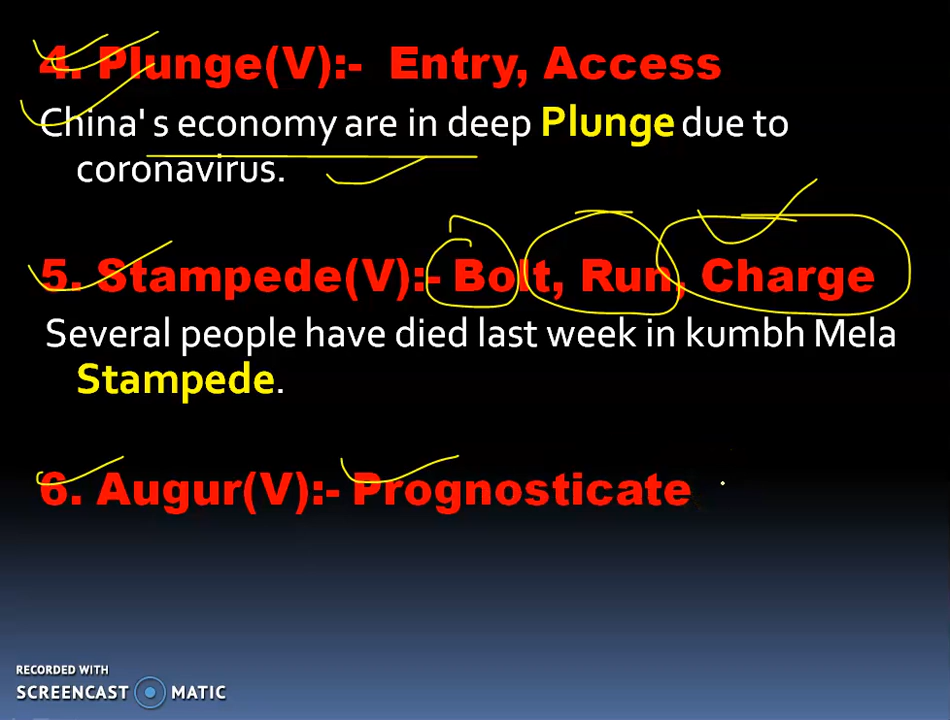 4. Plunge(V):- Entry, Access
China's economy are in deep Plunge due to
coronavirus.
5. Stampede(V):- Bolt, Run, Charge
Several people have died last week in kumbh Mela
Stampede.
6. Augur(V):- Prognosticate
RECORDED WITH
SCREENCAST MATIC